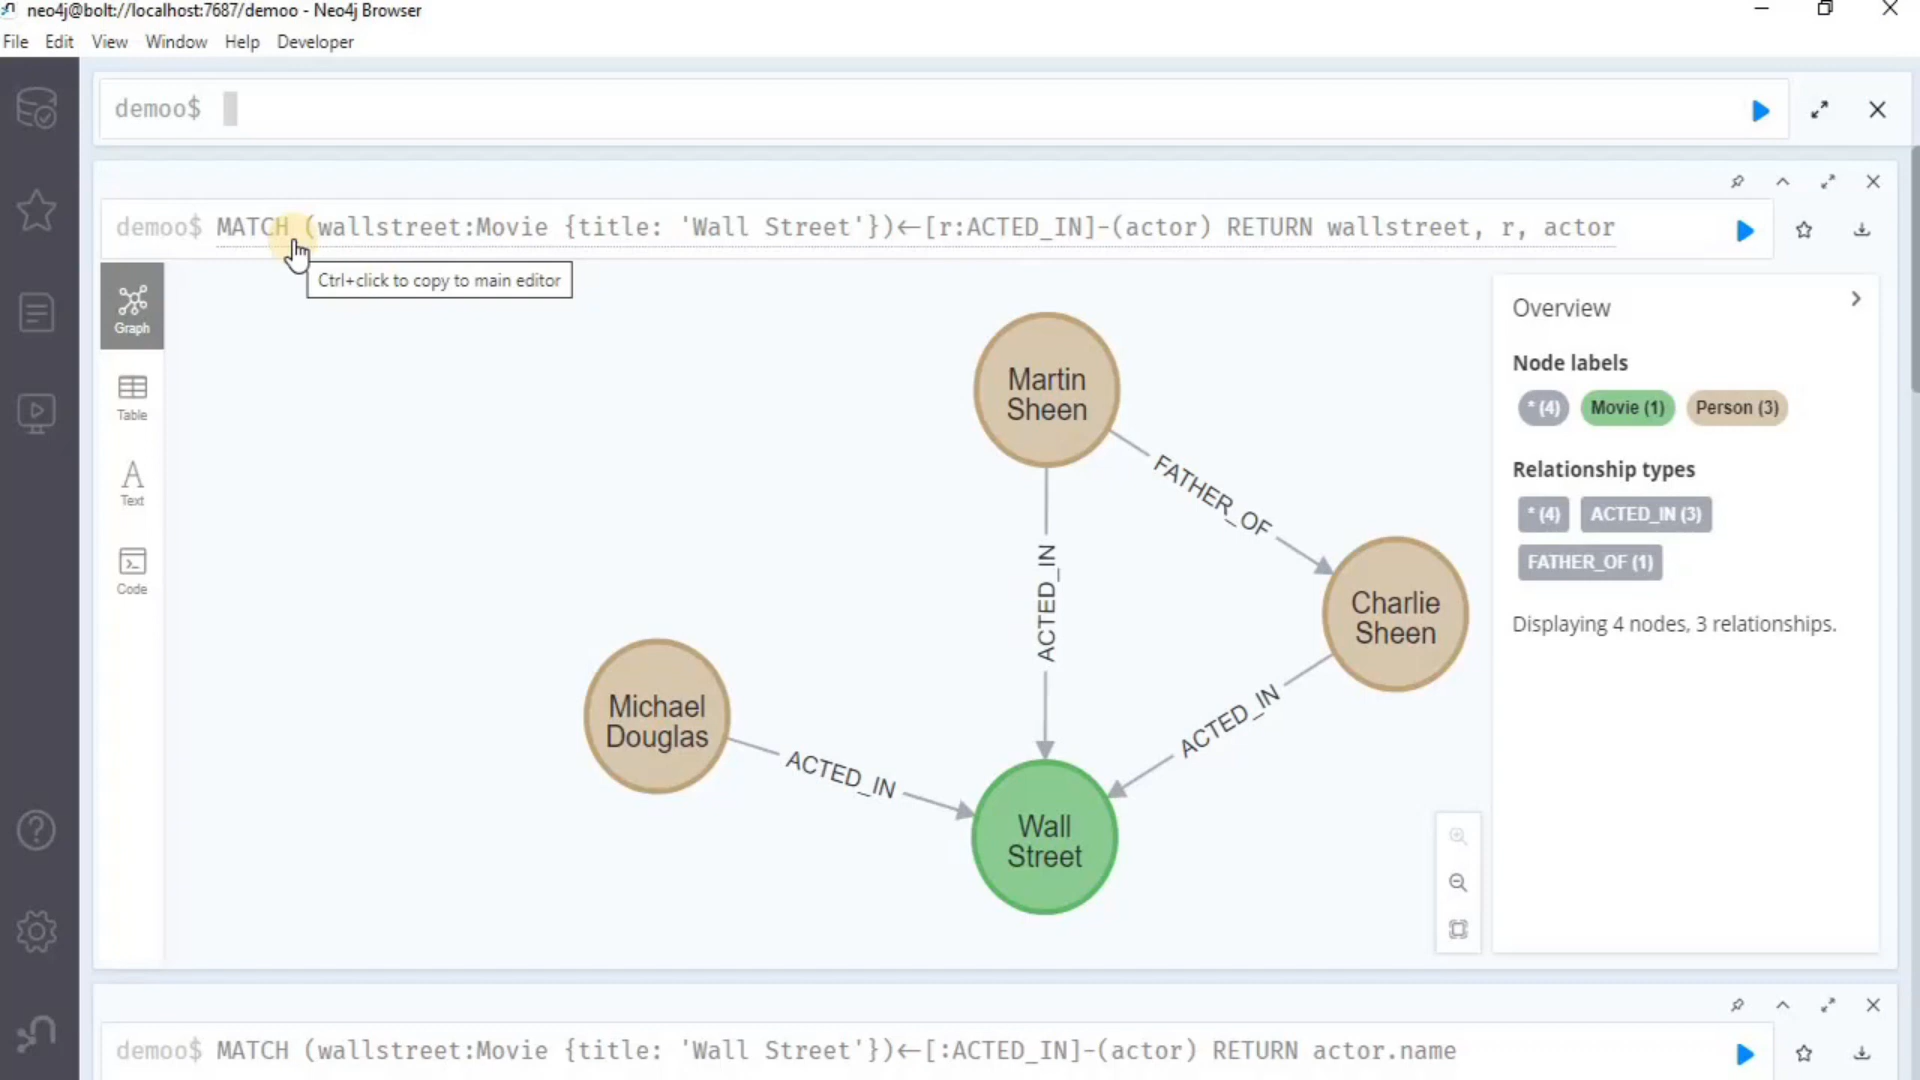 neo4j@bolt://localhost:7687/demoo - Neo4j Browser
File Edit View Window Help Developer
demoo$
demoo$ MATCH (wallstreet:Movie {title: 'Wall Street'})<-[r:ACTED_IN]-(actor) RETURN wallstreet, r, actor
Ctrl+click to copy to main editor
Graph
Table
Text
Code
Martin
Sheen
FATHER_OF
ACTED_IN
Charlie
Sheen
Michael
Douglas
ACTED_IN
ACTED_IN
Wall
Street
Overview
Node labels
* (4) Movie (1) Person (3)
Relationship types
* (4) ACTED_IN (3)
FATHER_OF (1)
Displaying 4 nodes, 3 relationships.
demoo$ MATCH (wallstreet:Movie {title: 'Wall Street'})<-[:ACTED_IN]-(actor) RETURN actor.name